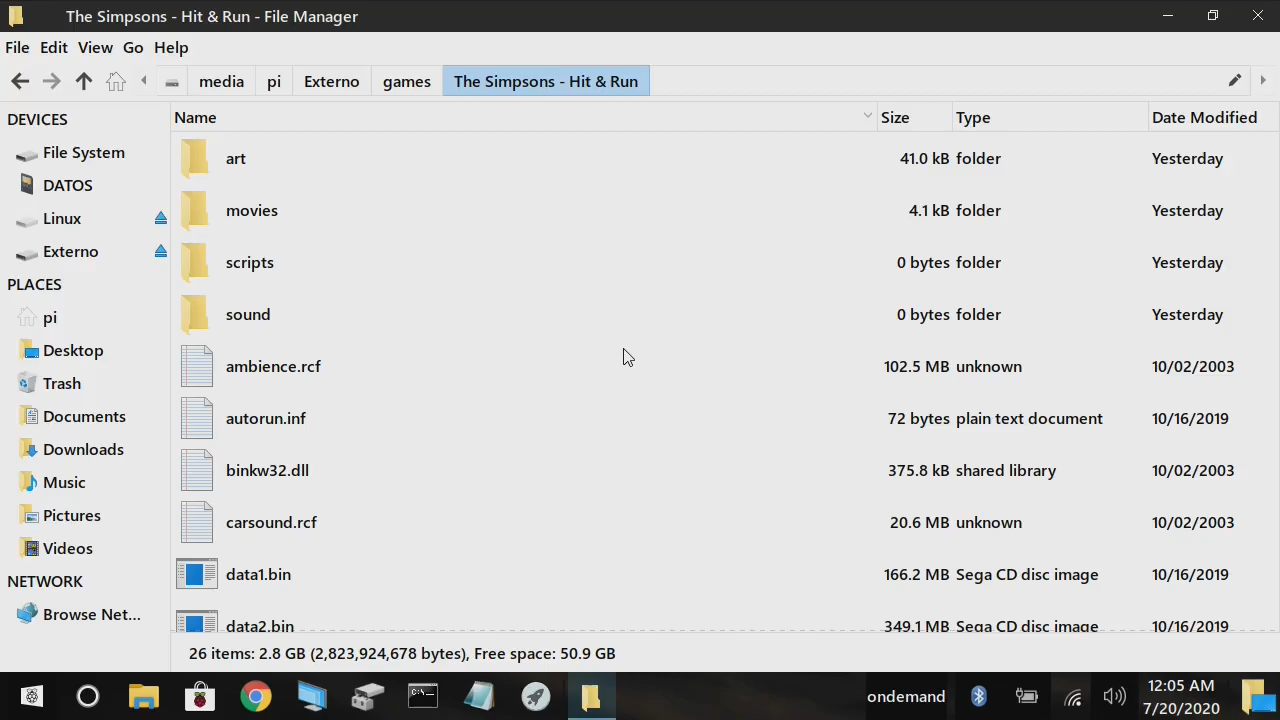 The Simpsons - Hit & Run - File Manager
File Edit View Go Help
media pi Externo games The Simpsons - Hit & Run
DEVICES
File System
DATOS
Linux
Externo
PLACES
pi
Desktop
Trash
Documents
Downloads
Music
Pictures
Videos
NETWORK
Browse Net...
Name Size Type Date Modified
art 41.0 kB folder Yesterday
movies 4.1 kB folder Yesterday
scripts 0 bytes folder Yesterday
sound 0 bytes folder Yesterday
ambience.rcf 102.5 MB unknown 10/02/2003
autorun.inf 72 bytes plain text document 10/16/2019
binkw32.dll 375.8 kB shared library 10/02/2003
carsound.rcf 20.6 MB unknown 10/02/2003
data1.bin 166.2 MB Sega CD disc image 10/16/2019
data2.bin 349.1 MB Sega CD disc image 10/16/2019
26 items: 2.8 GB (2,823,924,678 bytes), Free space: 50.9 GB
ondemand
12:05 AM
7/20/2020